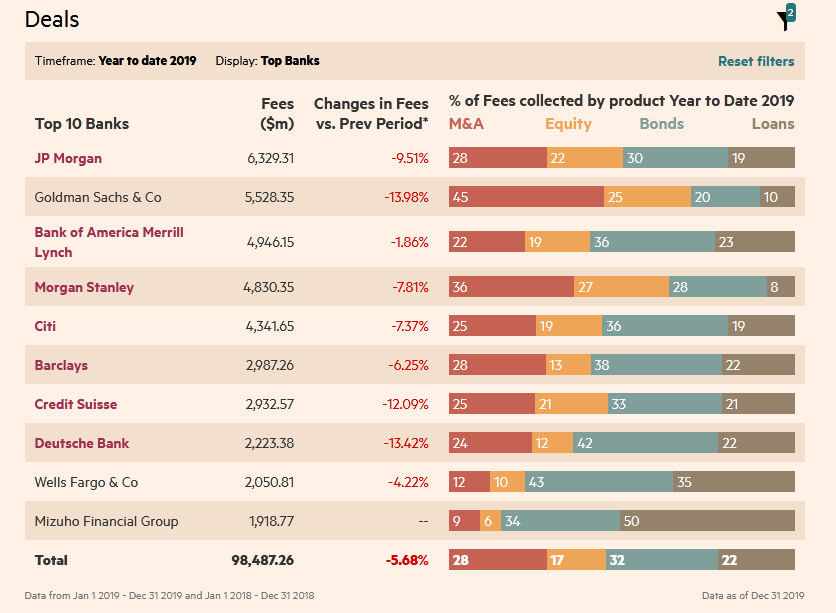 Deals
2
Timeframe: Year to date 2019 Display: Top Banks Reset filters
Fees Changes in Fees % of Fees collected by product Year to Date 2019
Top 10 Banks ($m) vs. Prev Period* M&A Equity Bonds Loans
JP Morgan 6,329.31 -9.51% 28 22 30 19
Goldman Sachs & Co 5,528.35 -13.98% 45 25 20 10
Bank of America Merrill
Lynch 4,946.15 -1.86% 22 19 36 23
Morgan Stanley 4,830.35 -7.81% 36 27 28 8
Citi 4,341.65 -7.37% 25 19 36 19
Barclays 2,987.26 -6.25% 28 13 38 22
Credit Suisse 2,932.57 -12.09% 25 21 33 21
Deutsche Bank 2,223.38 -13.42% 24 12 42 22
Wells Fargo & Co 2,050.81 -4.22% 12 10 43 35
Mizuho Financial Group 1,918.77 -- 9 6 34 50
Total 98,487.26 -5.68% 28 17 32 22
Data from Jan 1 2019 - Dec 31 2019 and Jan 1 2018 - Dec 31 2018 Data as of Dec 31 2019